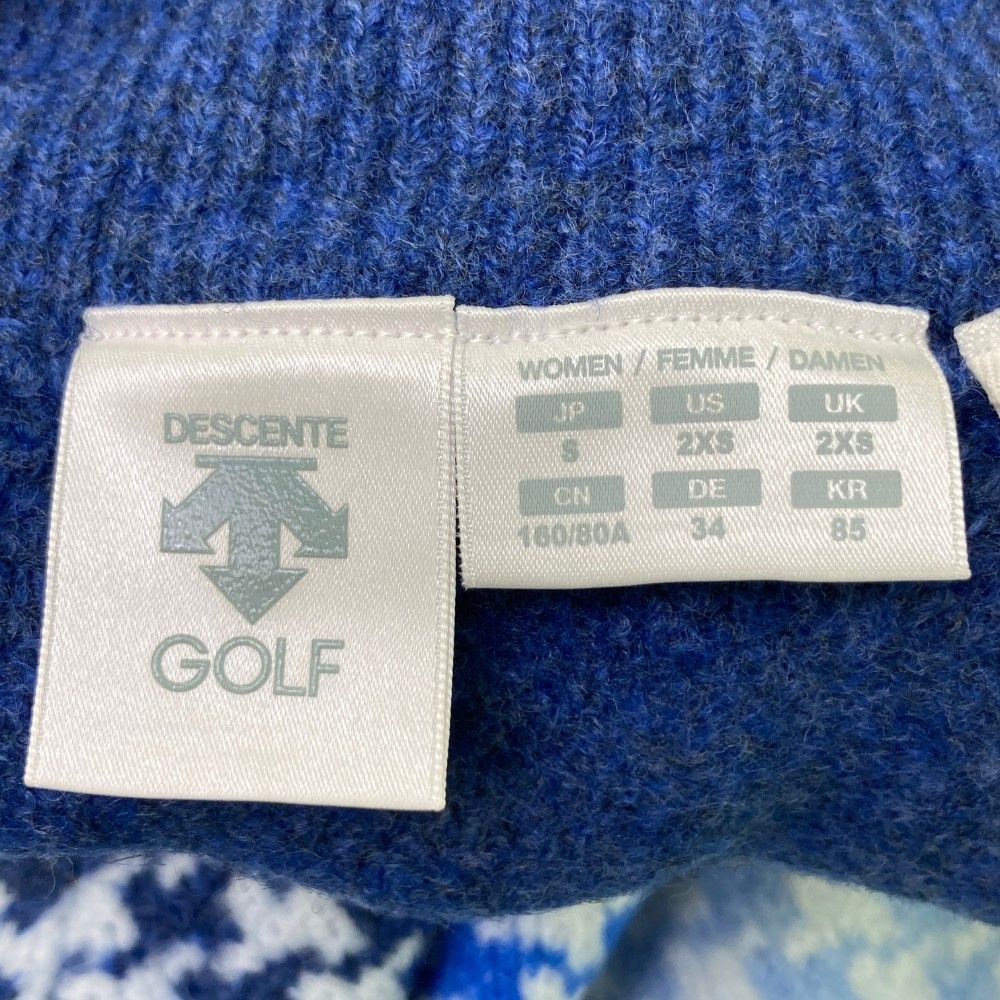 DESCENTE
GOLF
WOMEN / FEMME / DAMEN
JP US UK
S 2XS 2XS
CN DE KR
160/80A 34 85